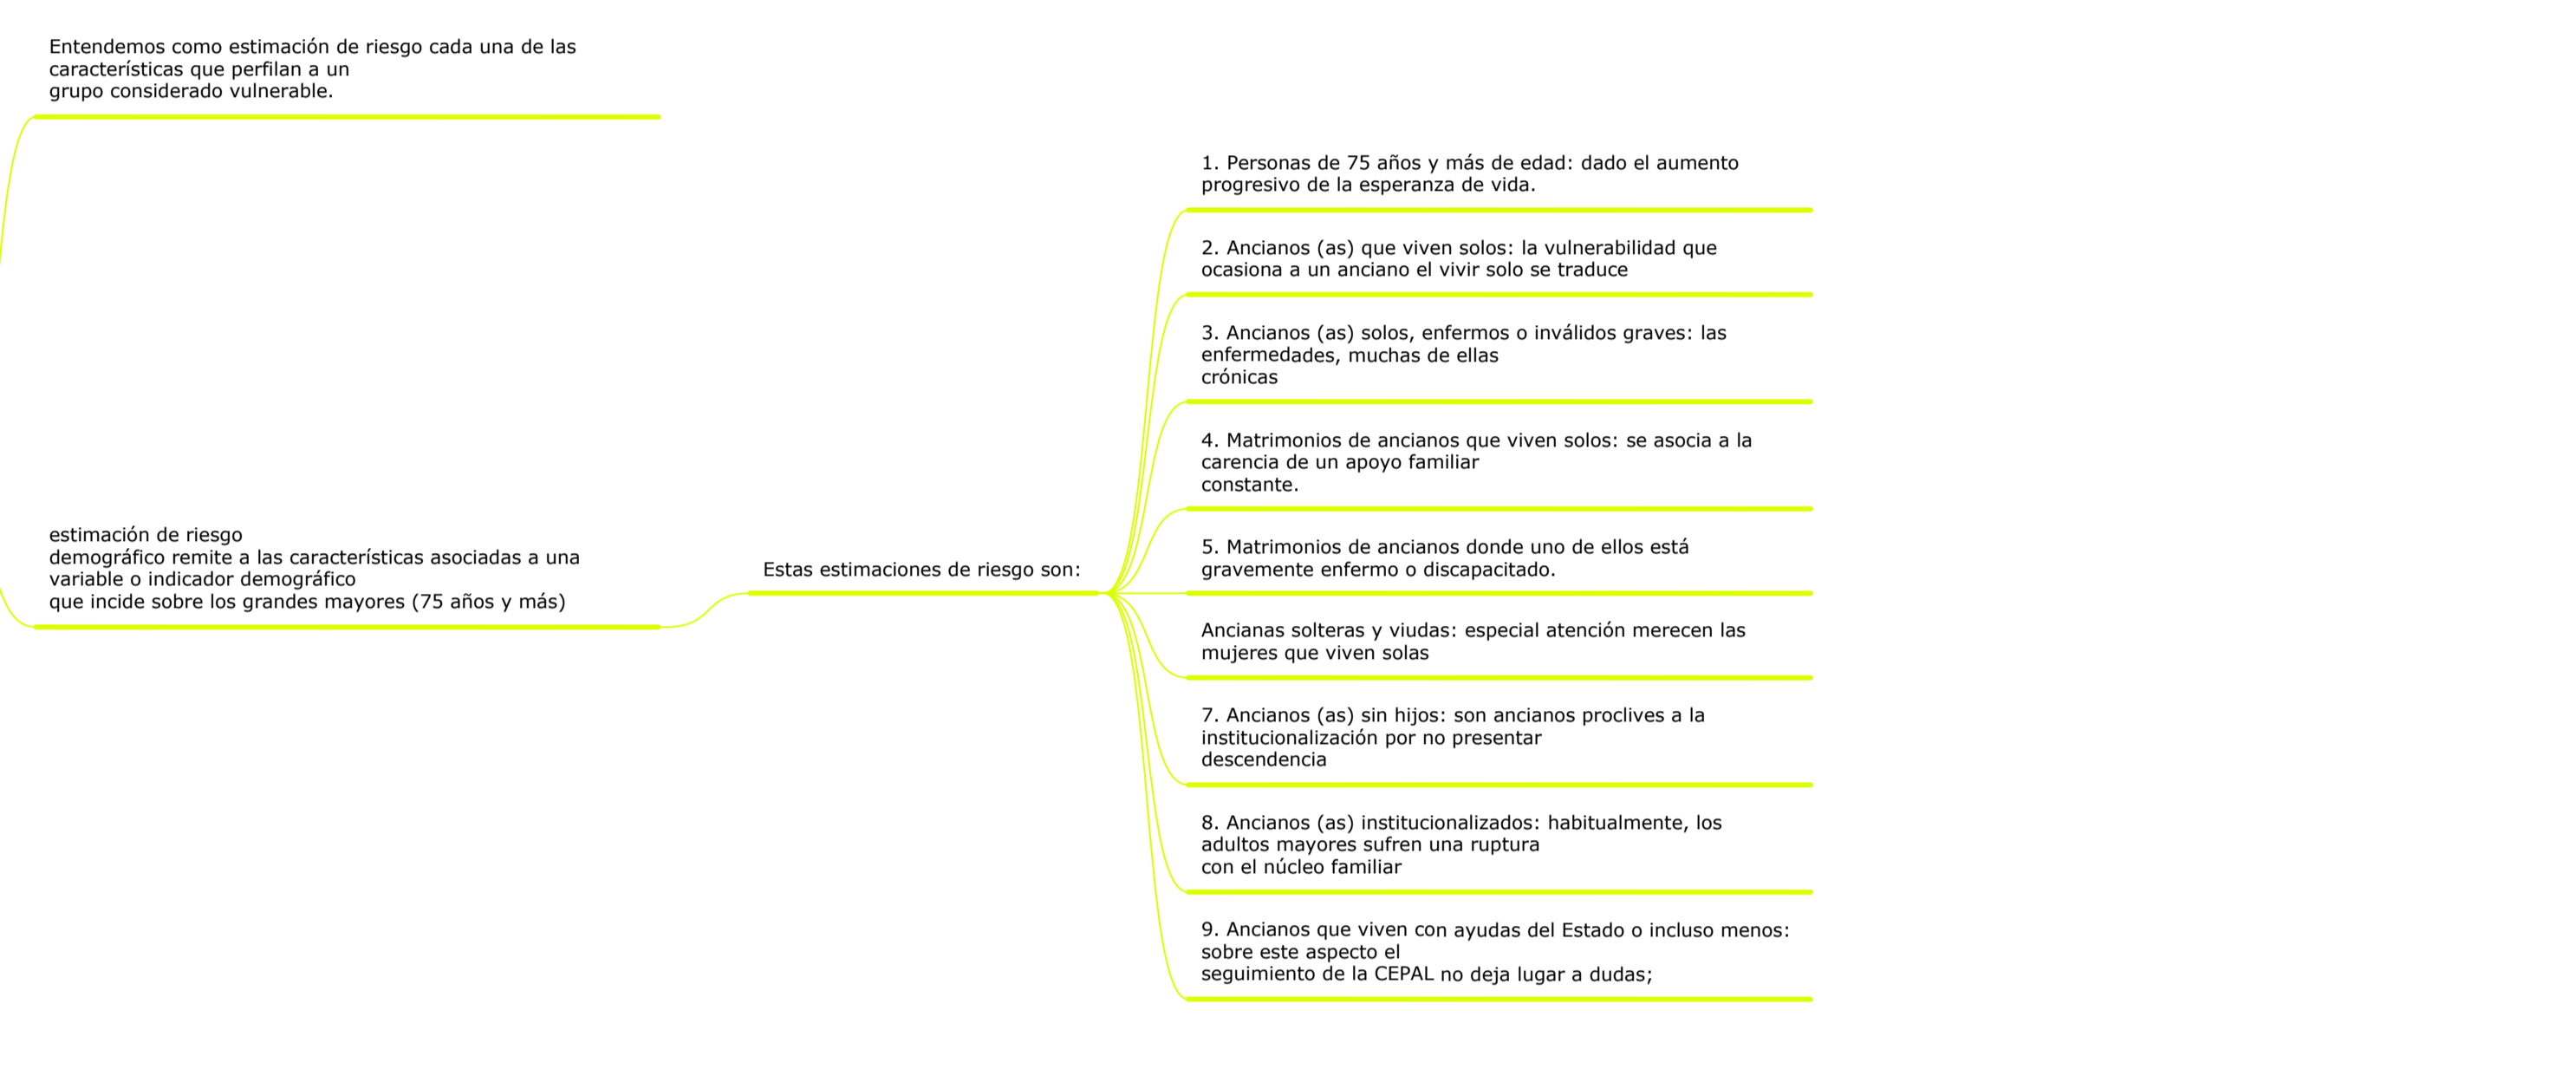 Entendemos como estimación de riesgo cada una de las
características que perfilan a un
grupo considerado vulnerable.
estimación de riesgo
demográfico remite a las características asociadas a una
variable o indicador demográfico
que incide sobre los grandes mayores (75 años y más)
Estas estimaciones de riesgo son:
1. Personas de 75 años y más de edad: dado el aumento
progresivo de la esperanza de vida.
2. Ancianos (as) que viven solos: la vulnerabilidad que
ocasiona a un anciano el vivir solo se traduce
3. Ancianos (as) solos, enfermos o inválidos graves: las
enfermedades, muchas de ellas
crónicas
4. Matrimonios de ancianos que viven solos: se asocia a la
carencia de un apoyo familiar
constante.
5. Matrimonios de ancianos donde uno de ellos está
gravemente enfermo o discapacitado.
Ancianas solteras y viudas: especial atención merecen las
mujeres que viven solas
7. Ancianos (as) sin hijos: son ancianos proclives a la
institucionalización por no presentar
descendencia
8. Ancianos (as) institucionalizados: habitualmente, los
adultos mayores sufren una ruptura
con el núcleo familiar
9. Ancianos que viven con ayudas del Estado o incluso menos:
sobre este aspecto el
seguimiento de la CEPAL no deja lugar a dudas;